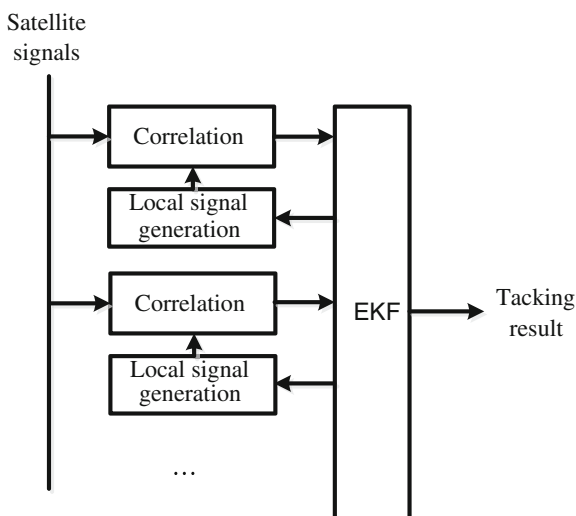 Satellite
signals
Correlation
Local signal
generation
Correlation
Local signal
generation
...
EKF
Tacking
result